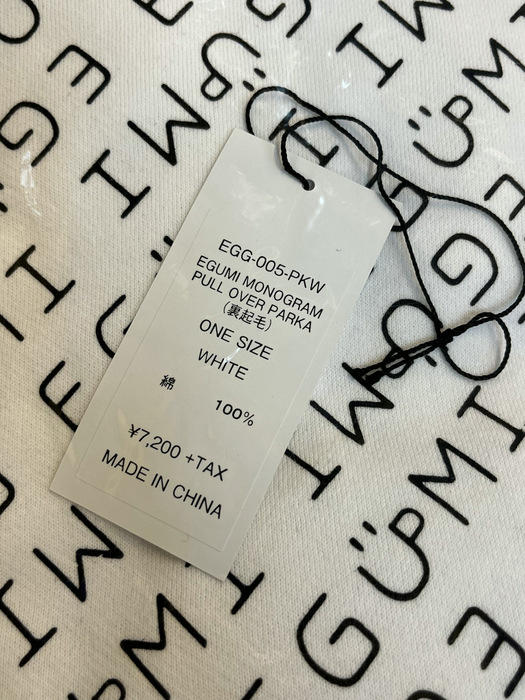 EGG-005-PKW
EGUMI MONOGRAM
PULL OVER PARKA
(裏起毛)
ONE SIZE
WHITE
綿 100%
¥7,200 +TAX
MADE IN CHINA